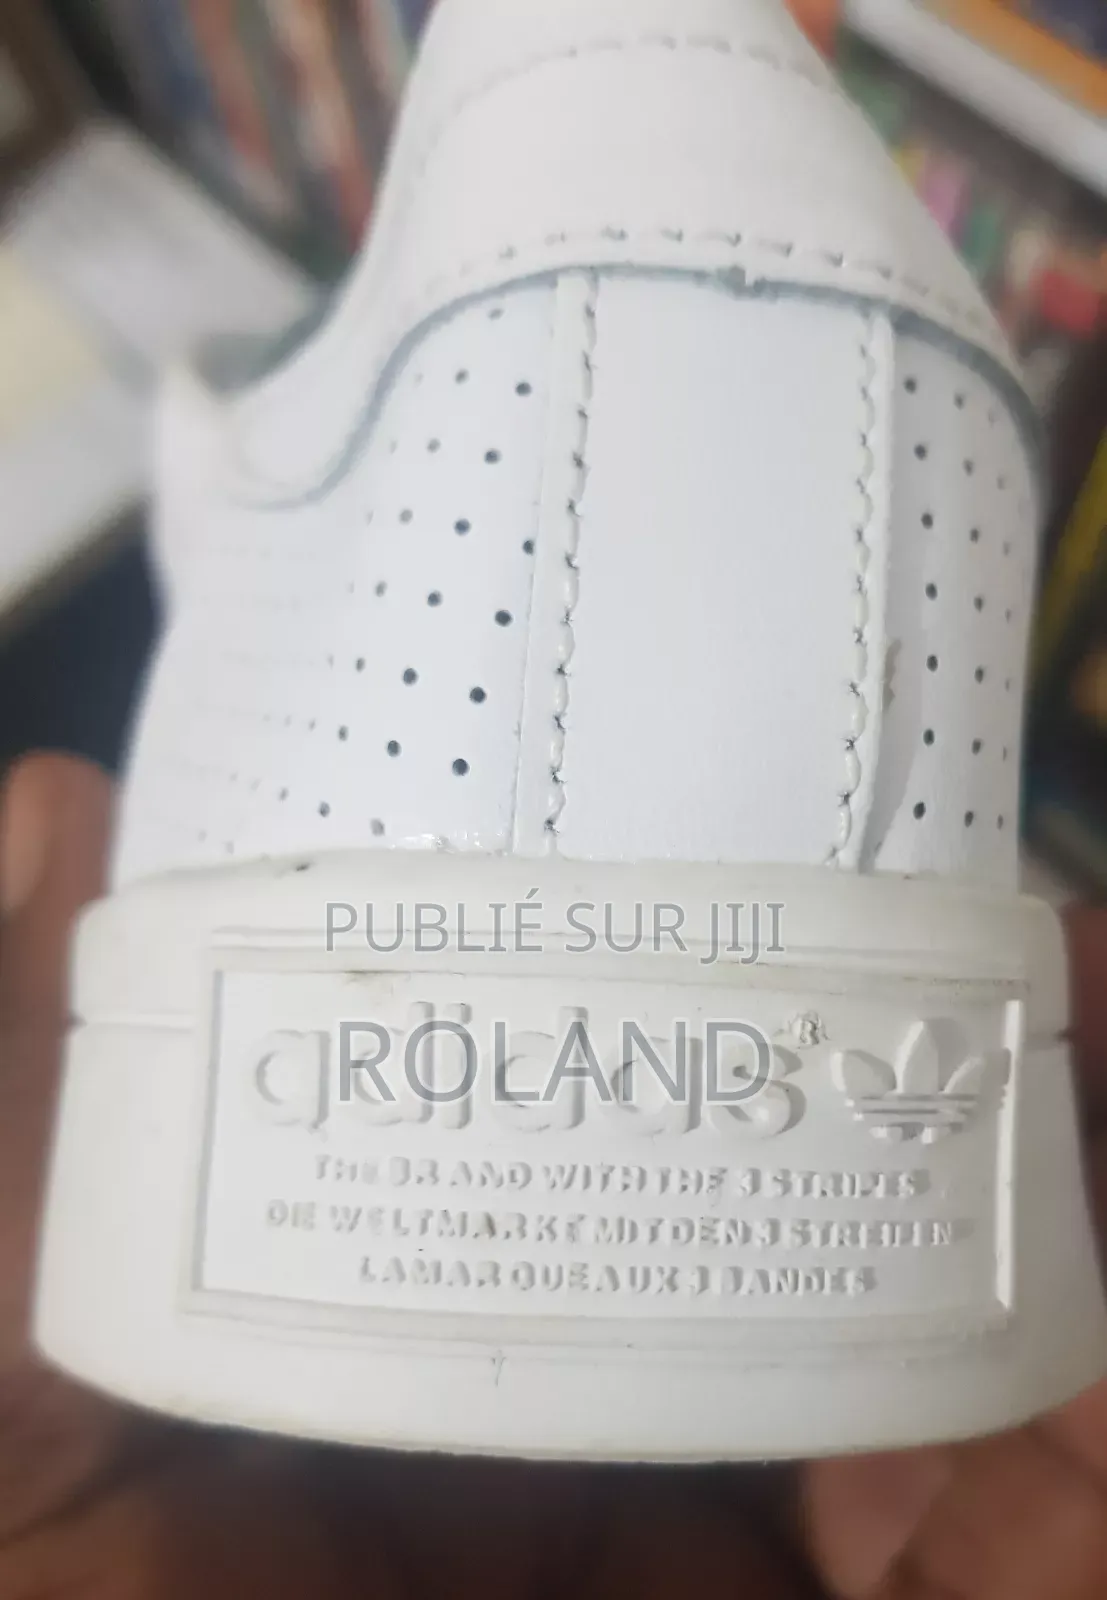 PUBLIÉ SUR JIJI
adidas®
ROLAND
THE BRAND WITH THE 3 STRIPES
DIE WELTMARKE MIT DEN 3 STREIFEN
LA MARQUE AUX 3 BANDES